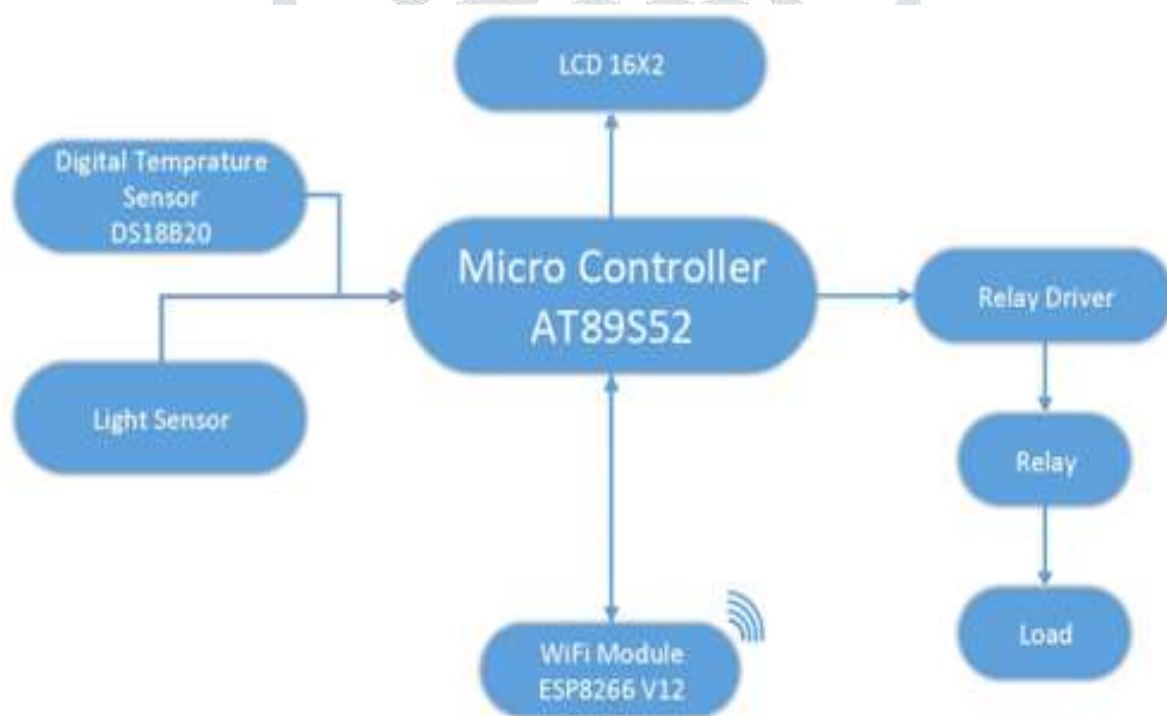 LCD 16X2
Digital Temprature
Sensor
DS18B20
Micro Controller
AT89S52
Relay Driver
Light Sensor
Relay
WiFi Module
ESP8266 V12
Load